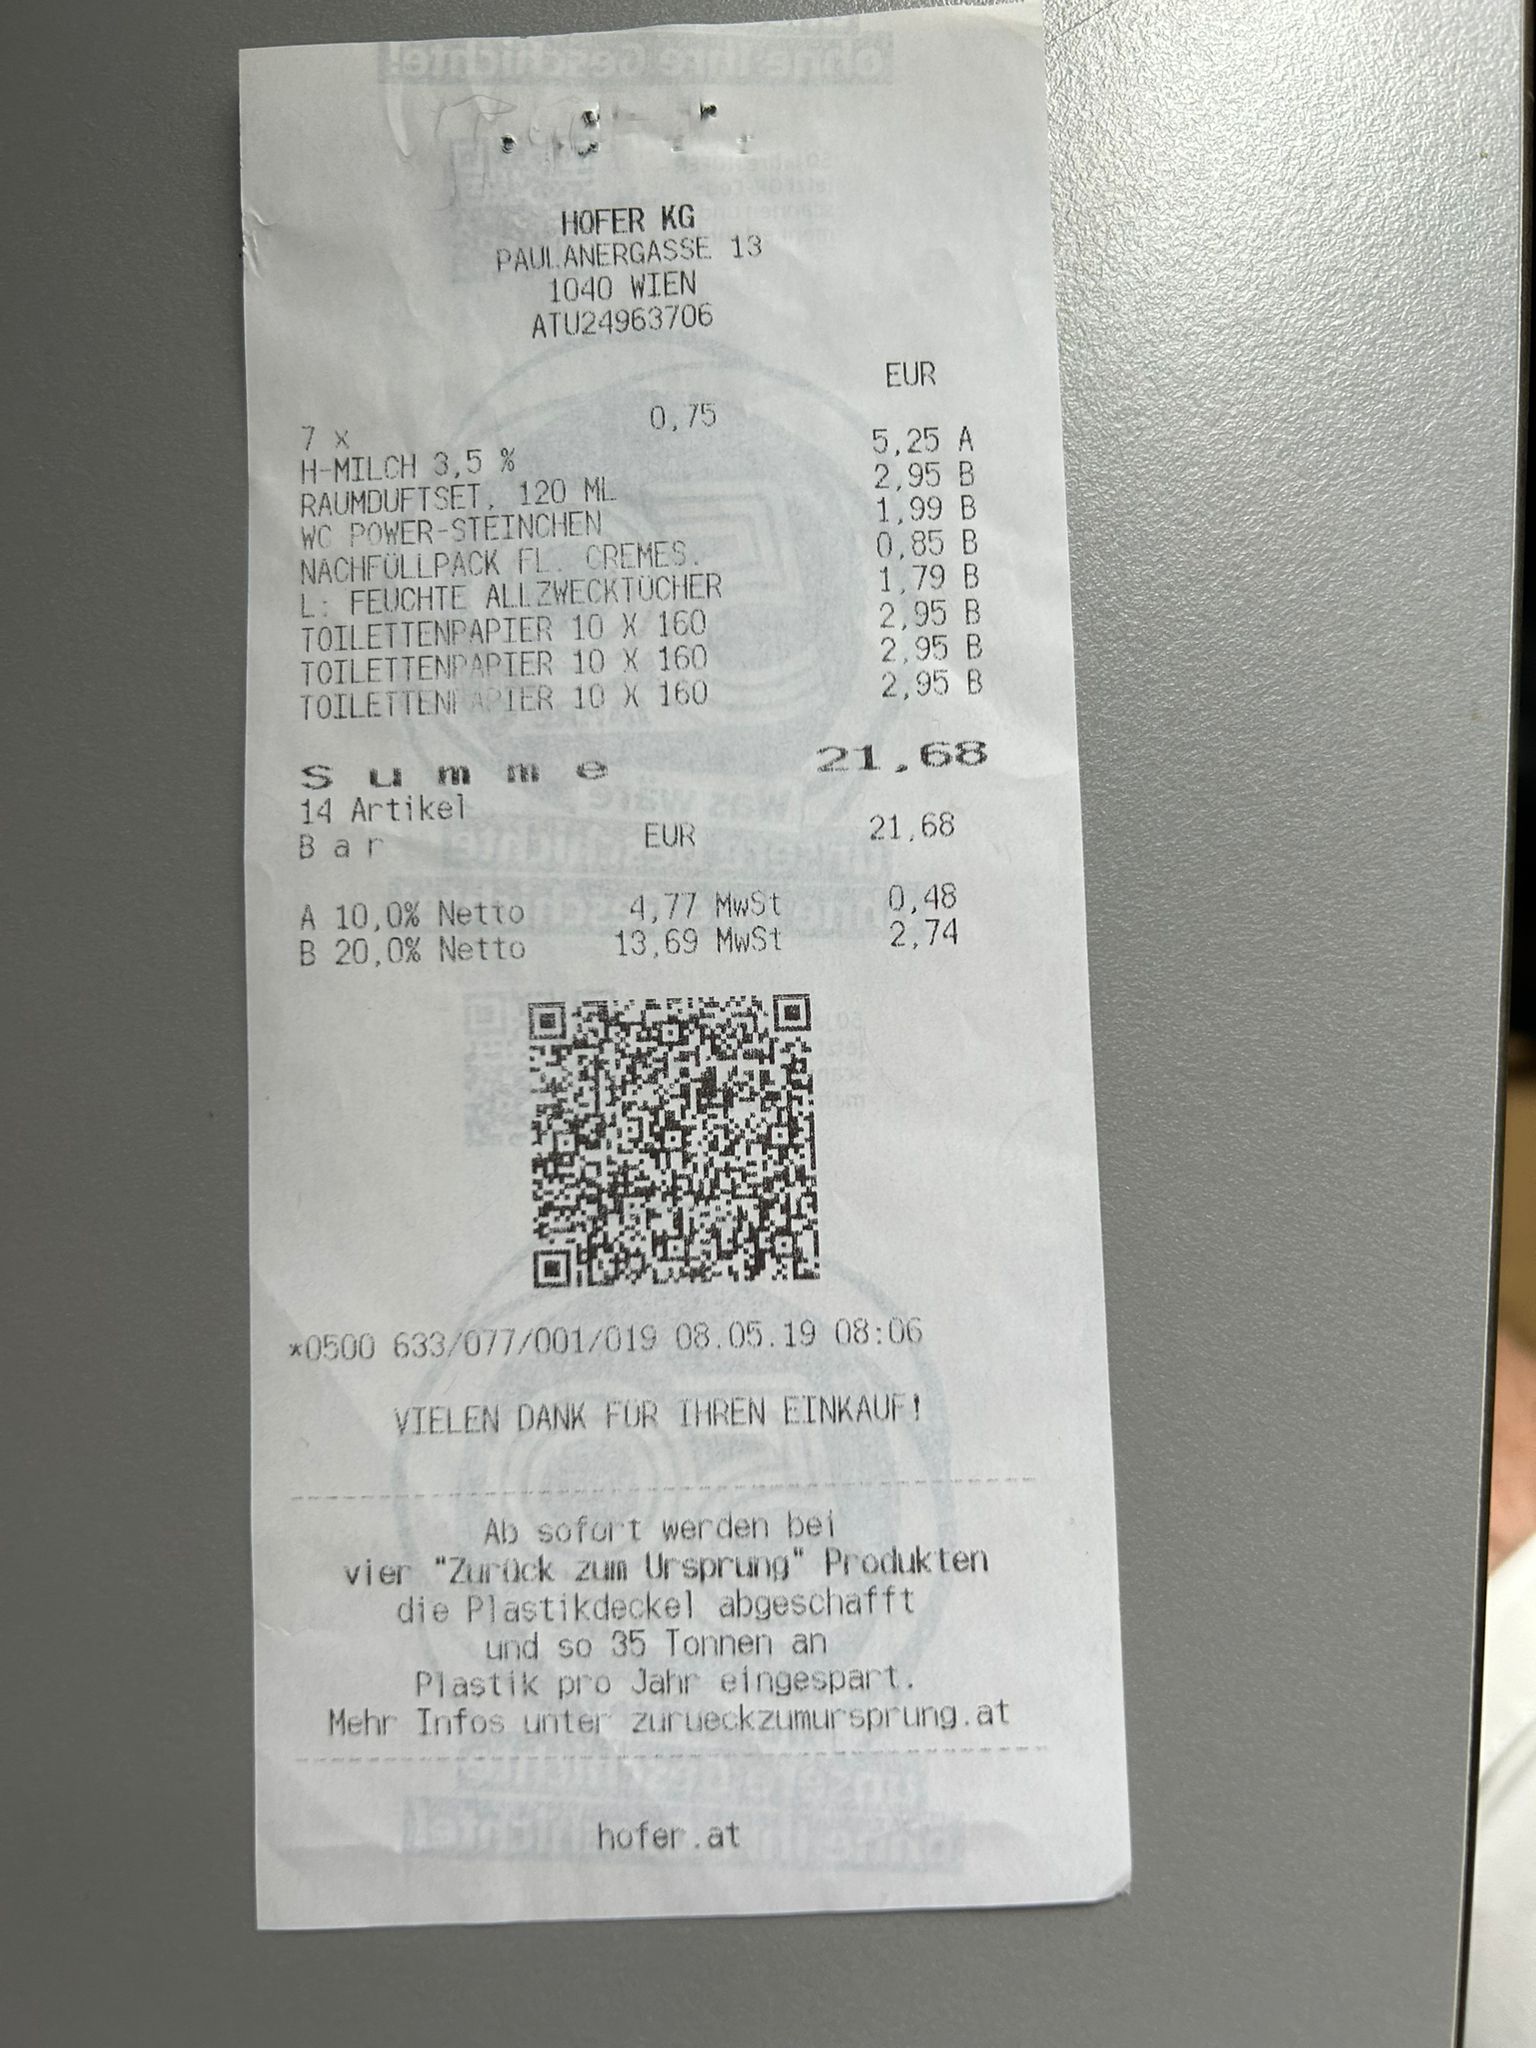 HOFER KG
PAULANERGASSE 13
1040 WIEN
ATU24963706
EUR
7 x 0,75
H-MILCH 3,5 % 5,25 A
RAUMDUFTSET, 120 ML 2,95 B
WC POWER-STEINCHEN 1,99 B
NACHFÜLLPACK FL. CREMES. 0,85 B
L: FEUCHTE ALLZWECKTÜCHER 1,79 B
TOILETTENPAPIER 10 X 160 2,95 B
TOILETTENPAPIER 10 X 160 2,95 B
TOILETTENPAPIER 10 X 160 2,95 B
S u m m e 21,68
14 Artikel
B a r EUR 21,68
A 10,0% Netto 4,77 MwSt 0,48
B 20,0% Netto 13,69 MwSt 2,74
*0500 633/077/001/019 08.05.19 08:06
VIELEN DANK FÜR IHREN EINKAUF!
Ab sofort werden bei
vier "Zurück zum Ursprung" Produkten
die Plastikdeckel abgeschafft
und so 35 Tonnen an
Plastik pro Jahr eingespart.
Mehr Infos unter zurueckzumursprung.at
hofer.at